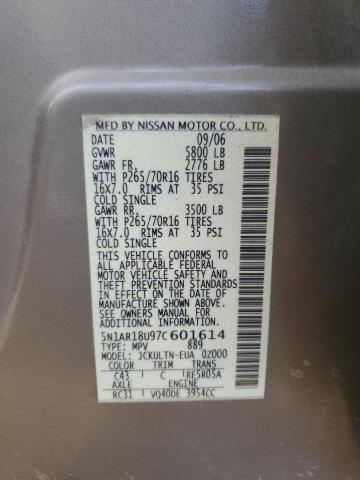 MFD BY NISSAN MOTOR CO., LTD.
DATE 09/06
GVWR 5800 LB
GAWR FR, 2776 LB
WITH P265/70R16 TIRES
16X7.0 RIMS AT 35 PSI
COLD SINGLE
GAWR RR, 3500 LB
WITH P265/70R16 TIRES
16X7.0 RIMS AT 35 PSI
COLD SINGLE
THIS VEHICLE CONFORMS TO
ALL APPLICABLE FEDERAL
MOTOR VEHICLE SAFETY AND
THEFT PREVENTION STANDARDS
IN EFFECT ON THE DATE OF
MANUFACTURE SHOWN ABOVE.
SEE OWNERS MANUAL FOR
ADDITIONAL INFORMATION.
5N1AR18U97C601614
TYPE: MPV 889
MODEL: JCKULTN-EUA 02000
COLOR TRIM TRANS
C43 C RE5R05A
AXLE ENGINE
RC31 VQ40DE 3954CC